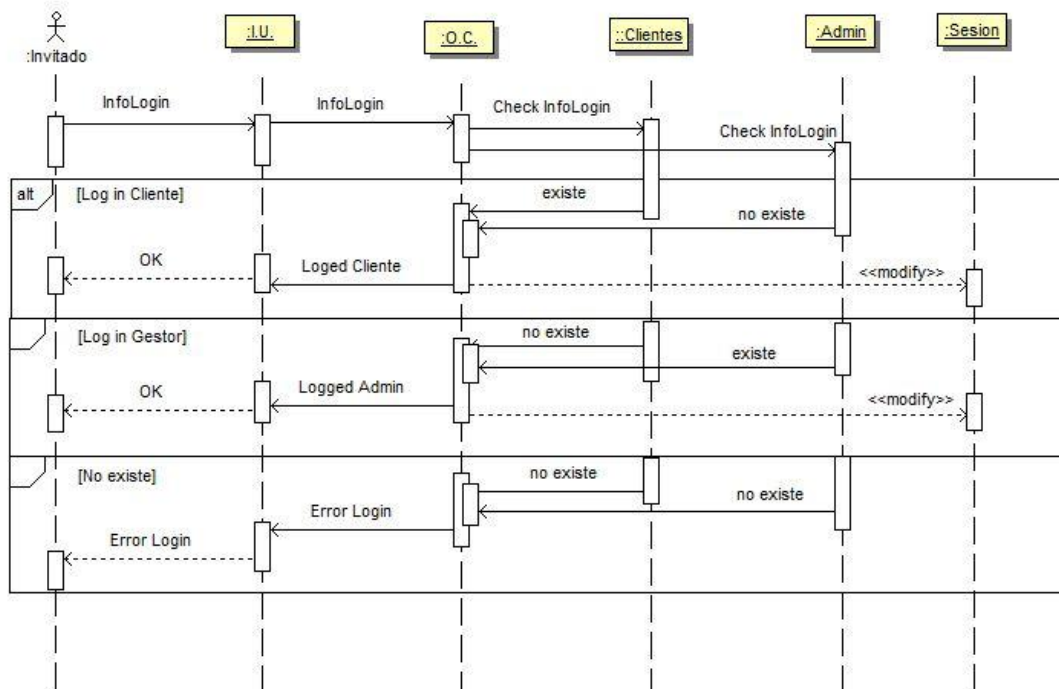 :Invitado
:I.U.
:O.C.
::Clientes
:Admin
:Sesion
InfoLogin
InfoLogin
Check InfoLogin
Check InfoLogin
alt
[Log in Cliente]
existe
no existe
OK
Loged Cliente
<<modify>>
[Log in Gestor]
no existe
existe
OK
Logged Admin
<<modify>>
[No existe]
no existe
no existe
Error Login
Error Login